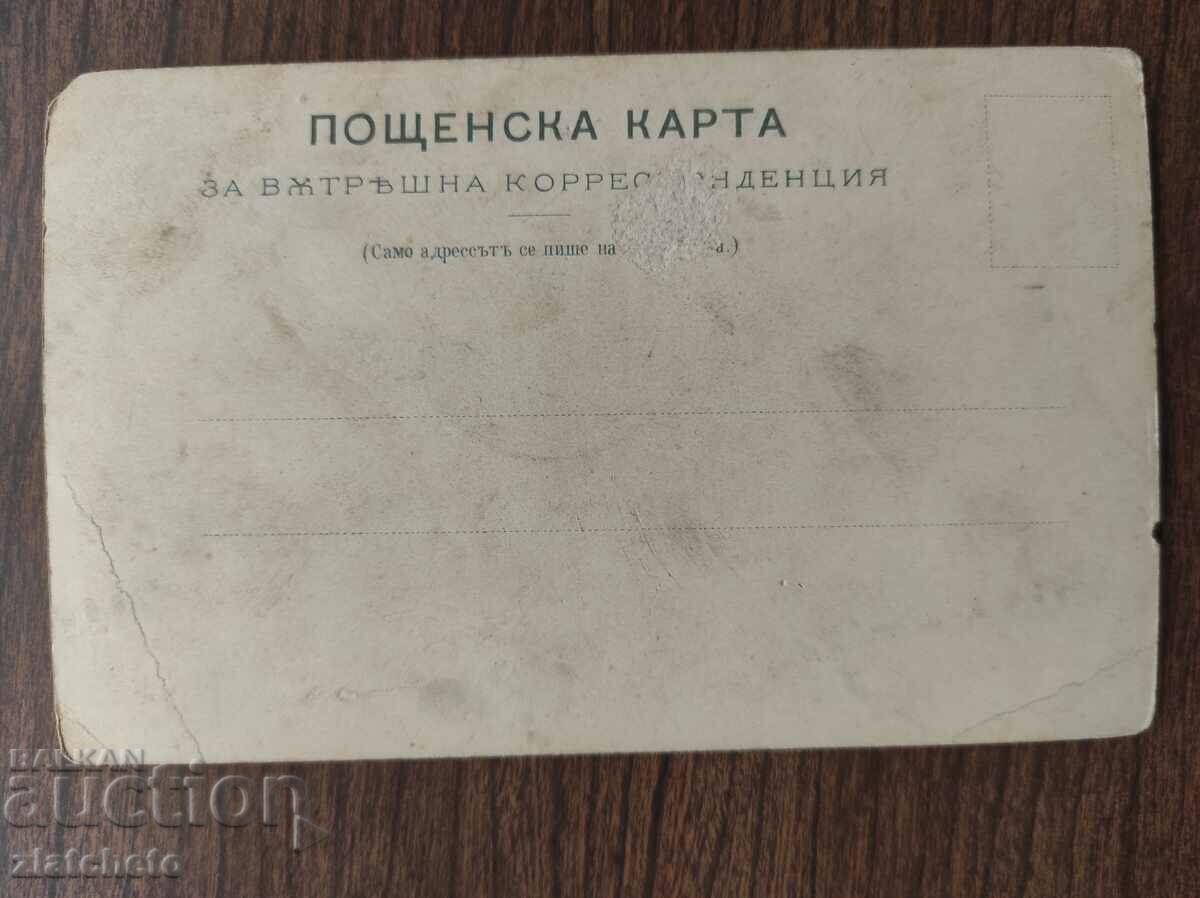 ПОЩЕНСКА КАРТА
ЗА ВѪТРѢШНА
(Само адрессътъ се пише на
BALKAN
auction
zlatcheto